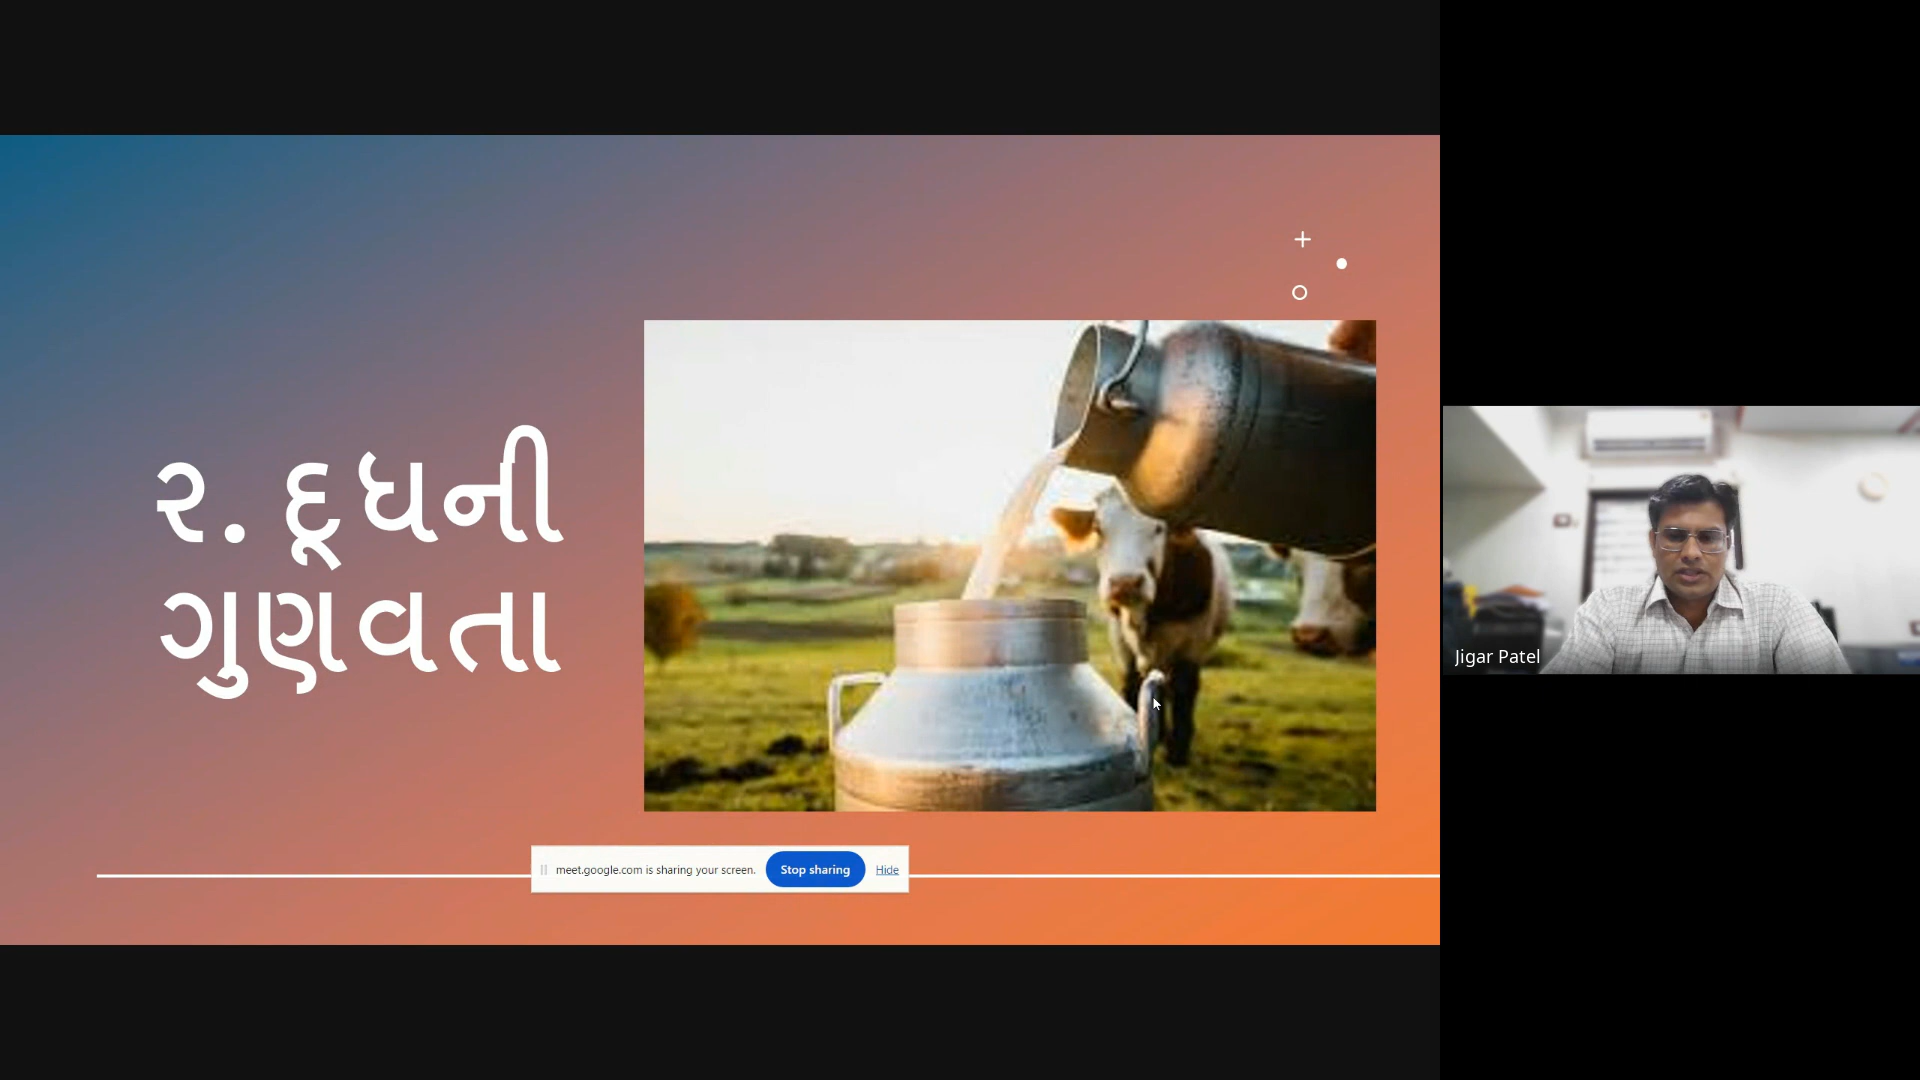 ૨. દૂધની
ગુણવતા
meet.google.com is sharing your screen.
Stop sharing
Hide
Jigar Patel